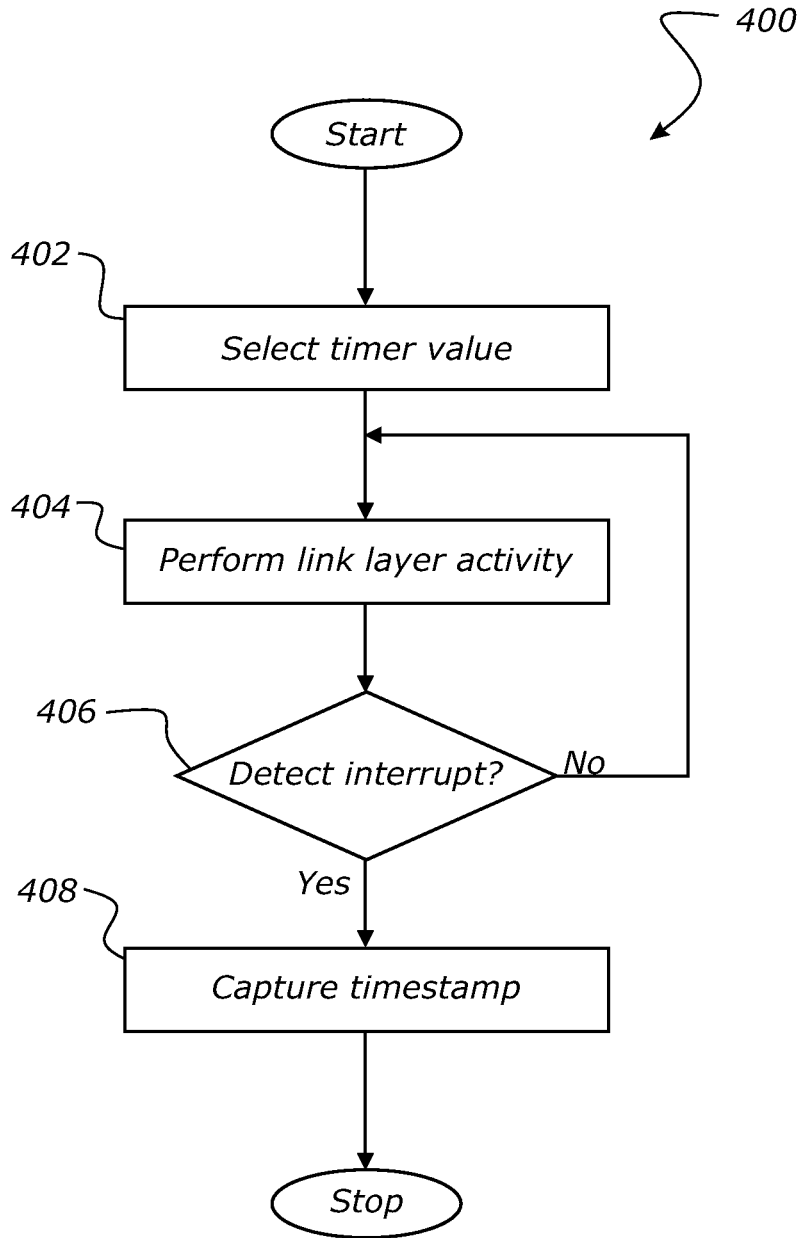 400
Start
402
Select timer value
404
Perform link layer activity
406
Detect interrupt?
No
Yes
408
Capture timestamp
Stop